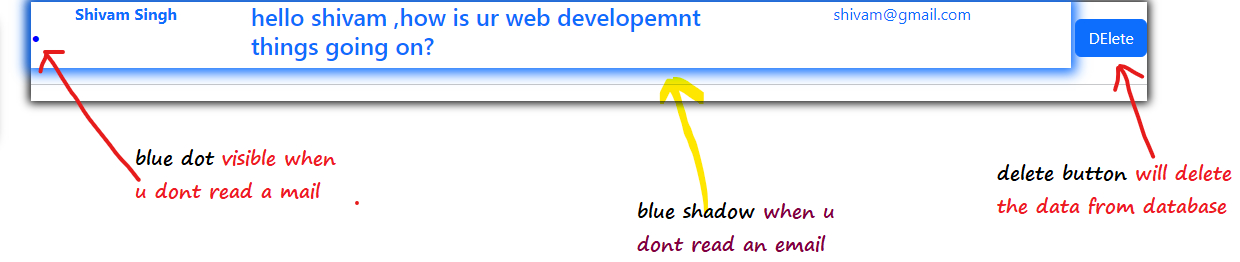 Shivam Singh
hello shivam ,how is ur web developemnt
things going on?
shivam@gmail.com
DElete
blue dot visible when
u dont read a mail
blue shadow when u
dont read an email
delete button will delete
the data from database